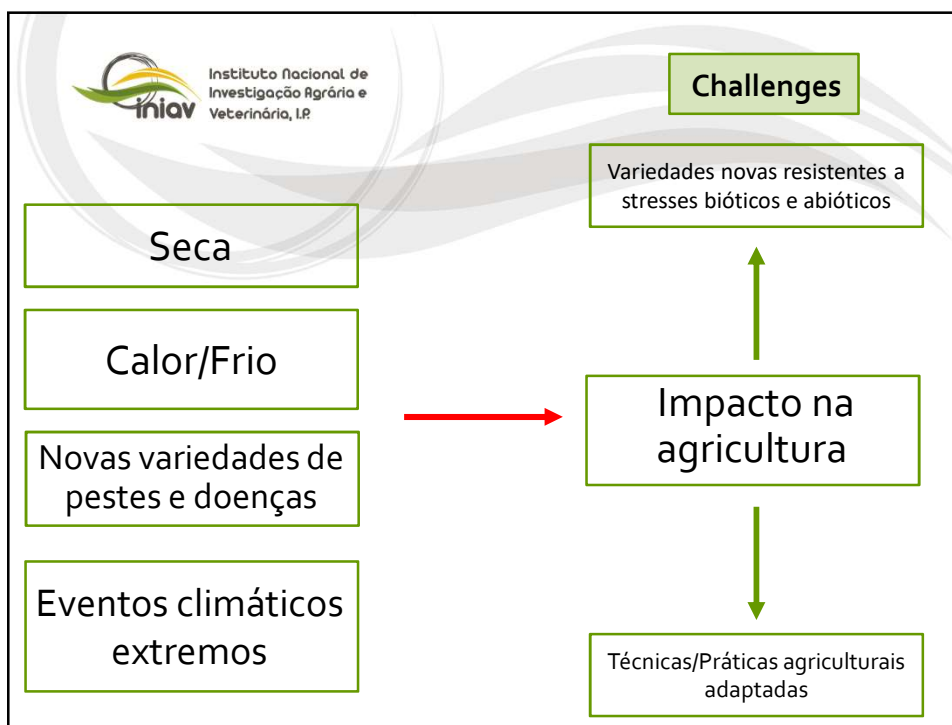 iniav
Instituto Nacional de
Investigação Agrária e
Veterinária, I.P.
Challenges
Variedades novas resistentes a
stresses bióticos e abióticos
Seca
Calor/Frio
Novas variedades de
pestes e doenças
Eventos climáticos
extremos
Impacto na
agricultura
Técnicas/Práticas agriculturais
adaptadas